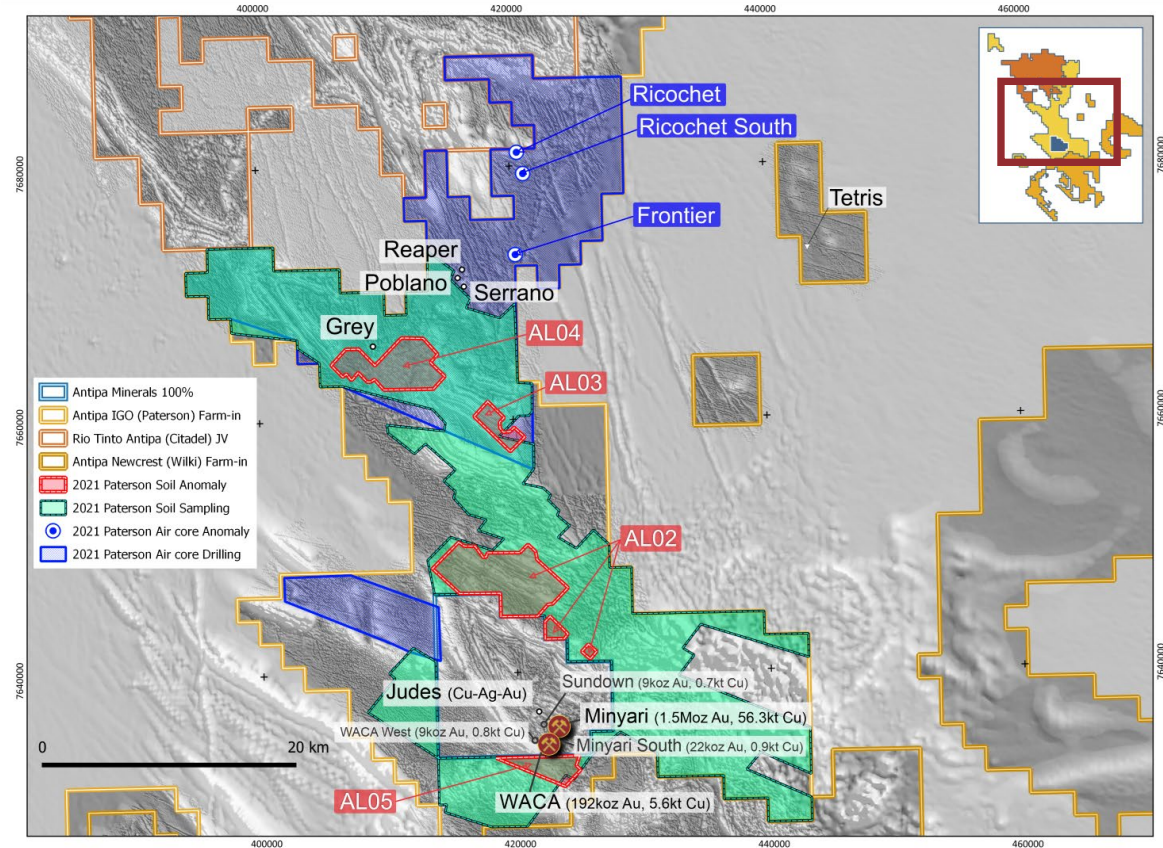 400000
420000
440000
460000
Ricochet
Ricochet South
7680000
7680000
Tetris
Frontier
Reaper
Poblano
Serrano
Grey
AL04
AL03
Antipa Minerals 100%
Antipa IGO (Paterson) Farm-in
Rio Tinto Antipa (Citadel) JV
Antipa Newcrest (Wilki) Farm-in
2021 Paterson Soil Anomaly
2021 Paterson Soil Sampling
2021 Paterson Air core Anomaly
2021 Paterson Air core Drilling
7660000
7660000
AL02
7640000
7640000
Sundown (9koz Au, 0.7kt Cu)
Judes (Cu-Ag-Au)
Minyari (1.5Moz Au, 56.3kt Cu)
WACA West (9koz Au, 0.8kt Cu)
Minyari South (22koz Au, 0.9kt Cu)
0
20 km
AL05
WACA (192koz Au, 5.6kt Cu)
400000
420000
440000
460000